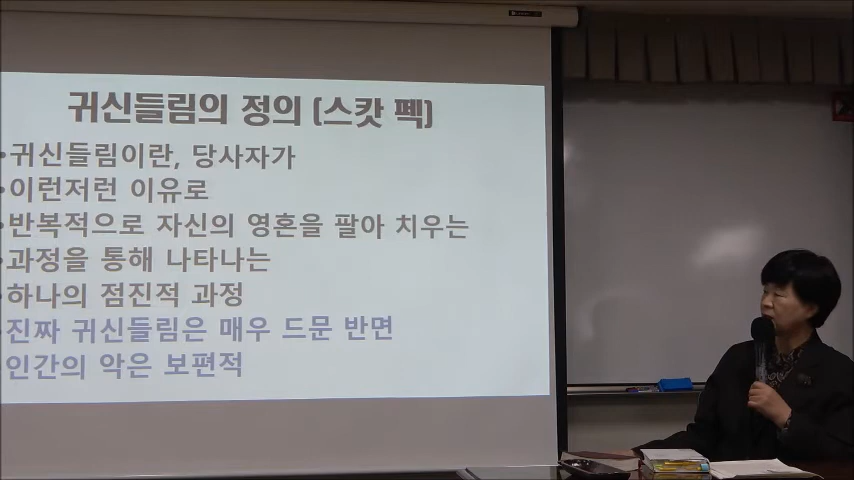 귀신들림의 정의 (스캇 펙)
•귀신들림이란, 당사자가
•이런저런 이유로
•반복적으로 자신의 영혼을 팔아 치우는
•과정을 통해 나타나는
•하나의 점진적 과정
•진짜 귀신들림은 매우 드문 반면
•인간의 악은 보편적